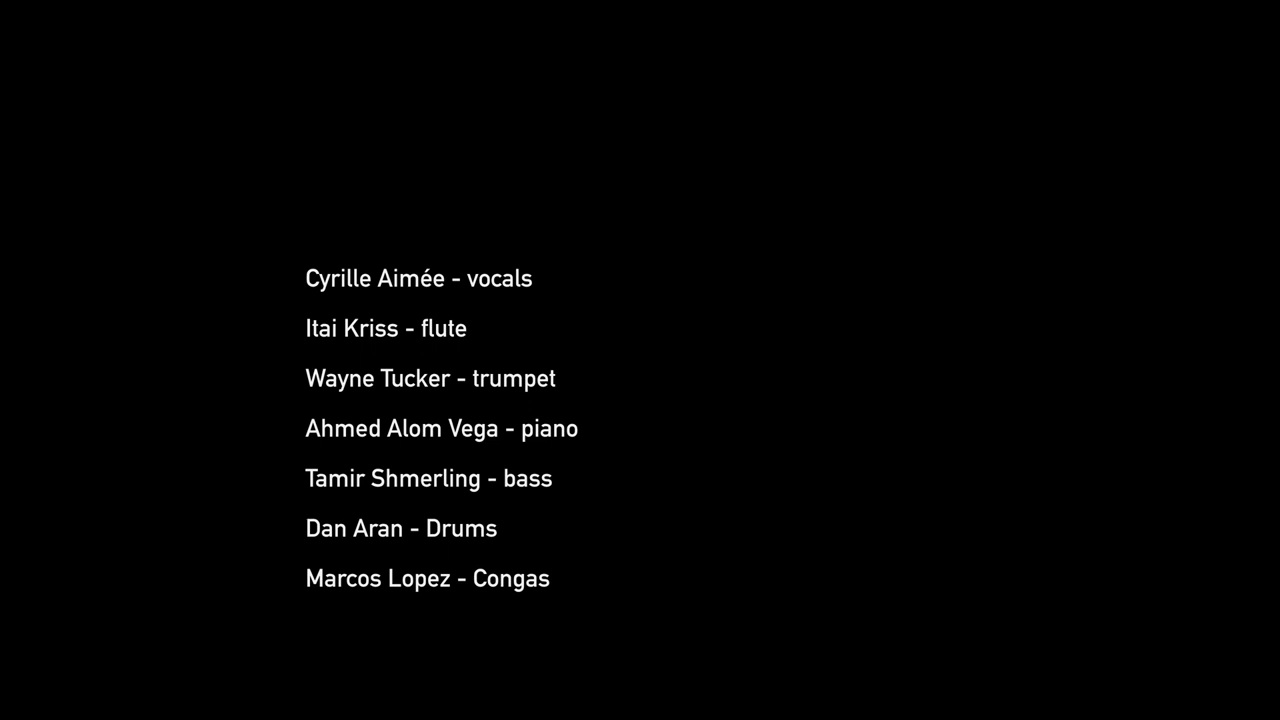 Cyrille Aimée - vocals
Itai Kriss - flute
Wayne Tucker - trumpet
Ahmed Alom Vega - piano
Tamir Shmerling - bass
Dan Aran - Drums
Marcos Lopez - Congas